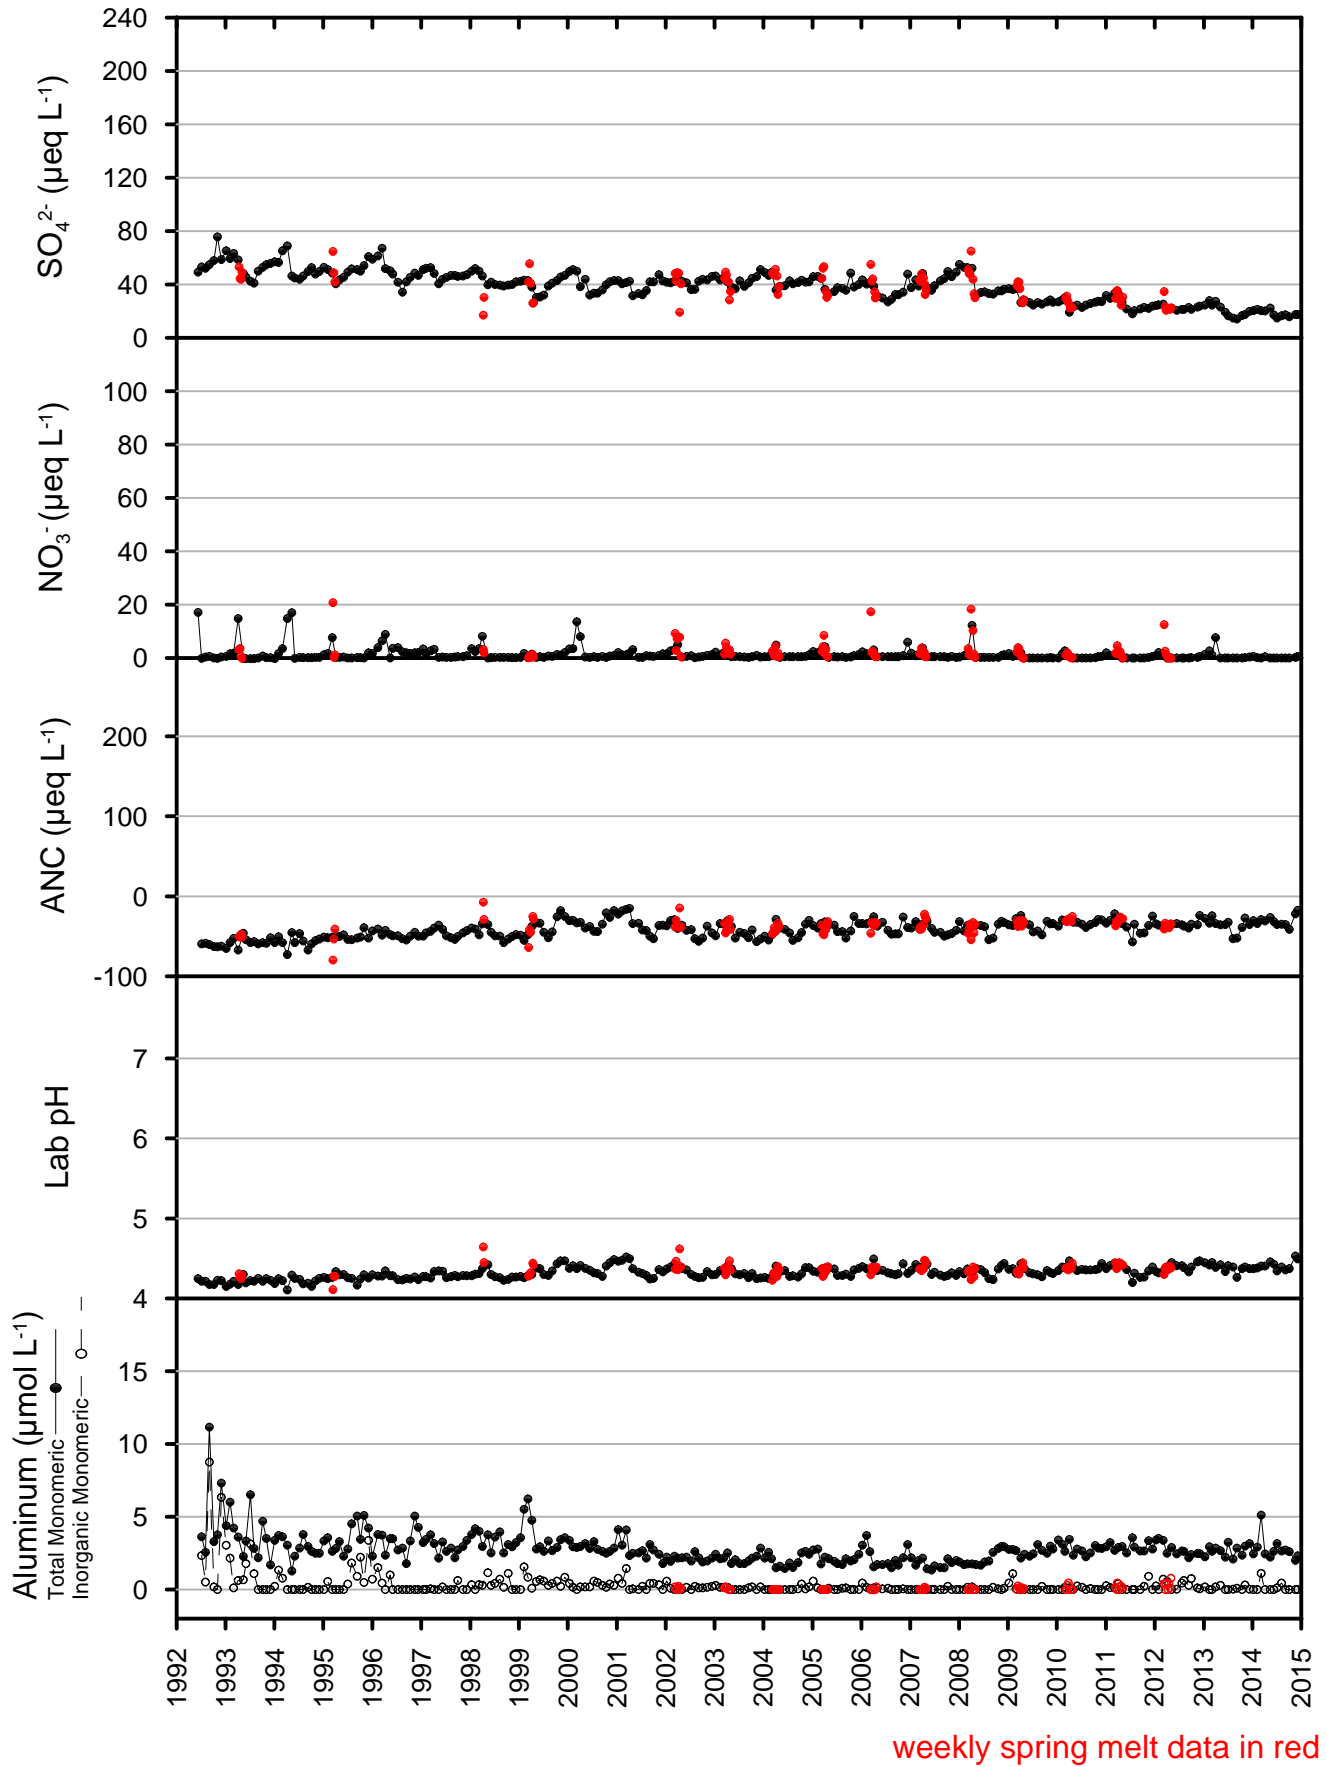 SO₄²⁻ (µeq L⁻¹)
240
200
160
120
80
40
0
NO₃⁻ (µeq L⁻¹)
100
80
60
40
20
0
ANC (µeq L⁻¹)
200
100
0
-100
Lab pH
7
6
5
4
Aluminum (µmol L⁻¹)
Total Monomeric
Inorganic Monomeric
15
10
5
0
1992 1993 1994 1995 1996 1997 1998 1999 2000 2001 2002 2003 2004 2005 2006 2007 2008 2009 2010 2011 2012 2013 2014 2015
weekly spring melt data in red